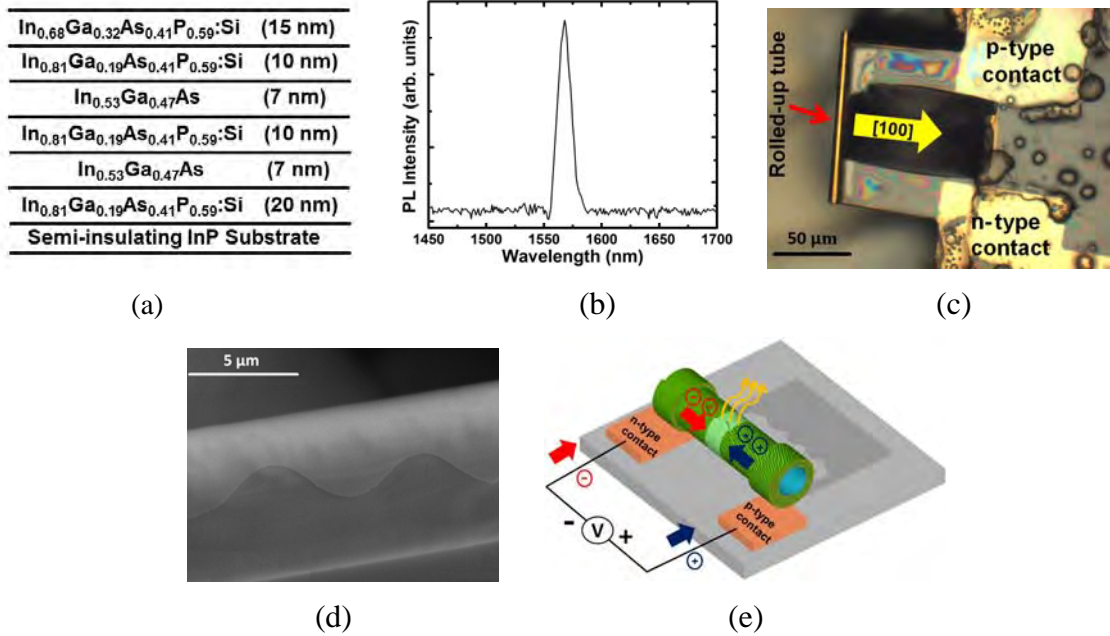 In₀.₆₈Ga₀.₃₂As₀.₄₁P₀.₅₉:Si (15 nm)
In₀.₈₁Ga₀.₁₉As₀.₄₁P₀.₅₉:Si (10 nm)
In₀.₅₃Ga₀.₄₇As (7 nm)
In₀.₈₁Ga₀.₁₉As₀.₄₁P₀.₅₉:Si (10 nm)
In₀.₅₃Ga₀.₄₇As (7 nm)
In₀.₈₁Ga₀.₁₉As₀.₄₁P₀.₅₉:Si (20 nm)
Semi-insulating InP Substrate
(a)
PL Intensity (arb. units)
1450 1500 1550 1600 1650 1700
Wavelength (nm)
(b)
Rolled-up tube
p-type
contact
[100]
n-type
contact
50 μm
(c)
5 μm
(d)
n-type
contact
p-type
contact
- V +
(e)